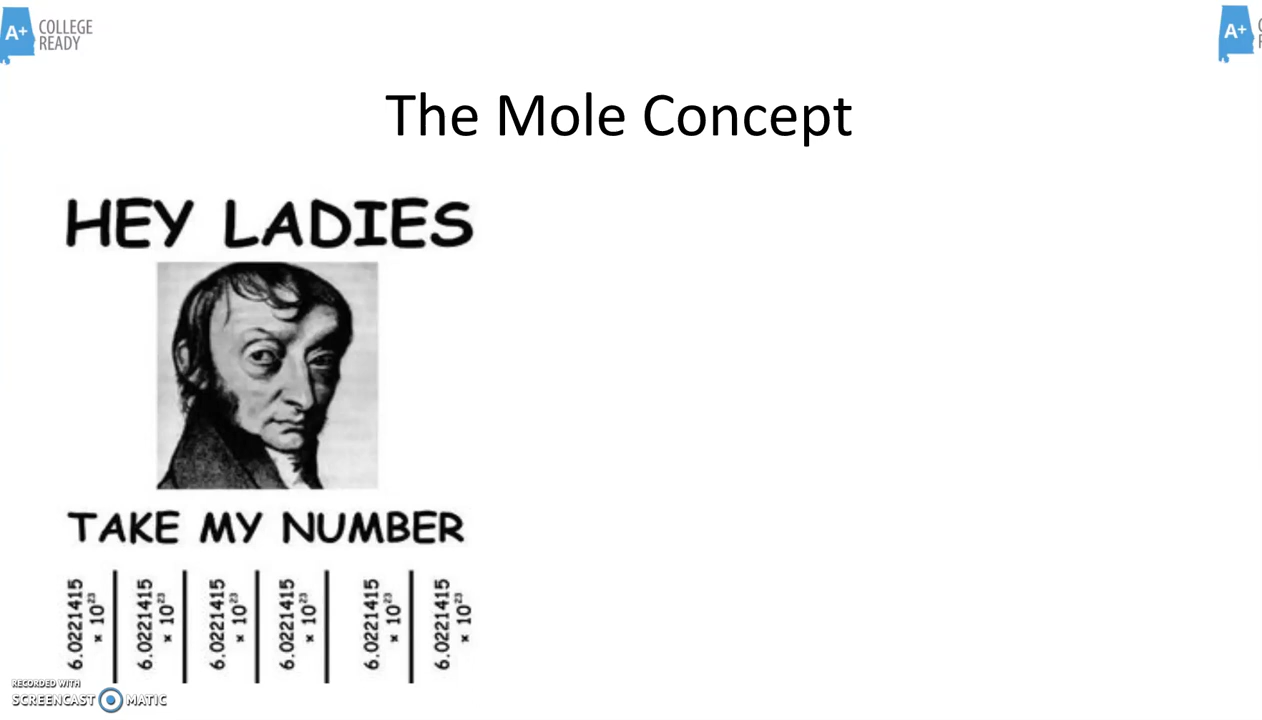 A+ COLLEGE
READY
A+
The Mole Concept
HEY LADIES
TAKE MY NUMBER
6.0221415
× 10²³
6.0221415
× 10²³
6.0221415
× 10²³
6.0221415
× 10²³
6.0221415
× 10²³
6.0221415
× 10²³
RECORDED WITH
SCREENCAST MATIC